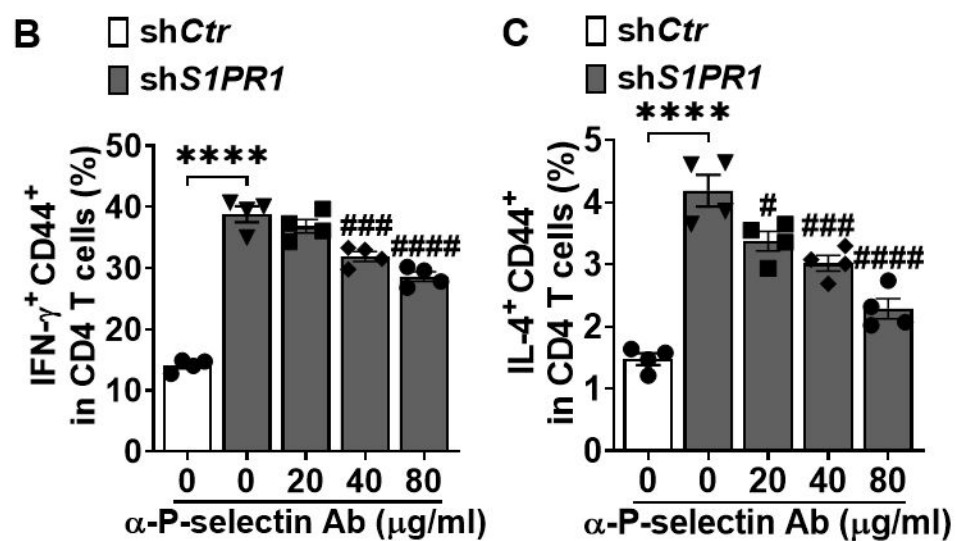 B
shCtr
shS1PR1
IFN-γ+ CD44+
in CD4 T cells (%)
50
40
30
20
10
0
****
###
####
0 0 20 40 80
α-P-selectin Ab (μg/ml)
C
shCtr
shS1PR1
IL-4+ CD44+
in CD4 T cells (%)
5
4
3
2
1
0
****
#
###
####
0 0 20 40 80
α-P-selectin Ab (μg/ml)